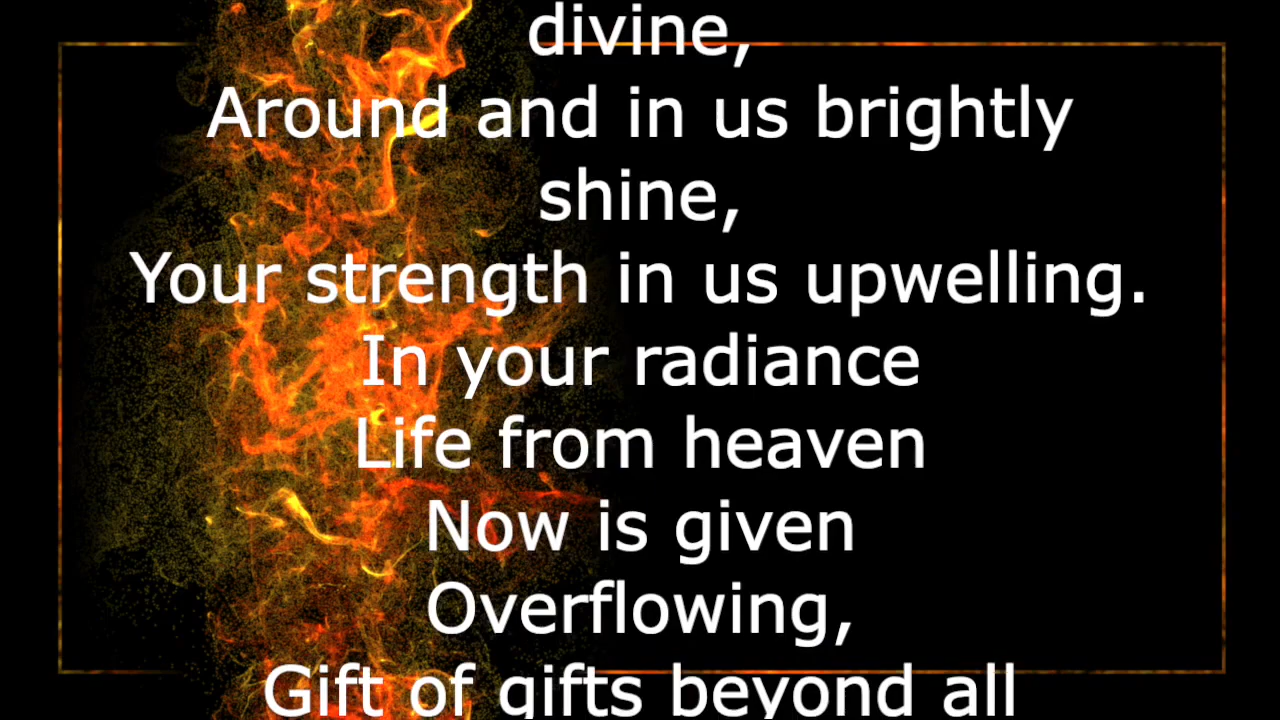 divine,
Around and in us brightly
shine,
Your strength in us upwelling.
In your radiance
Life from heaven
Now is given
Overflowing,
Gift of gifts beyond all